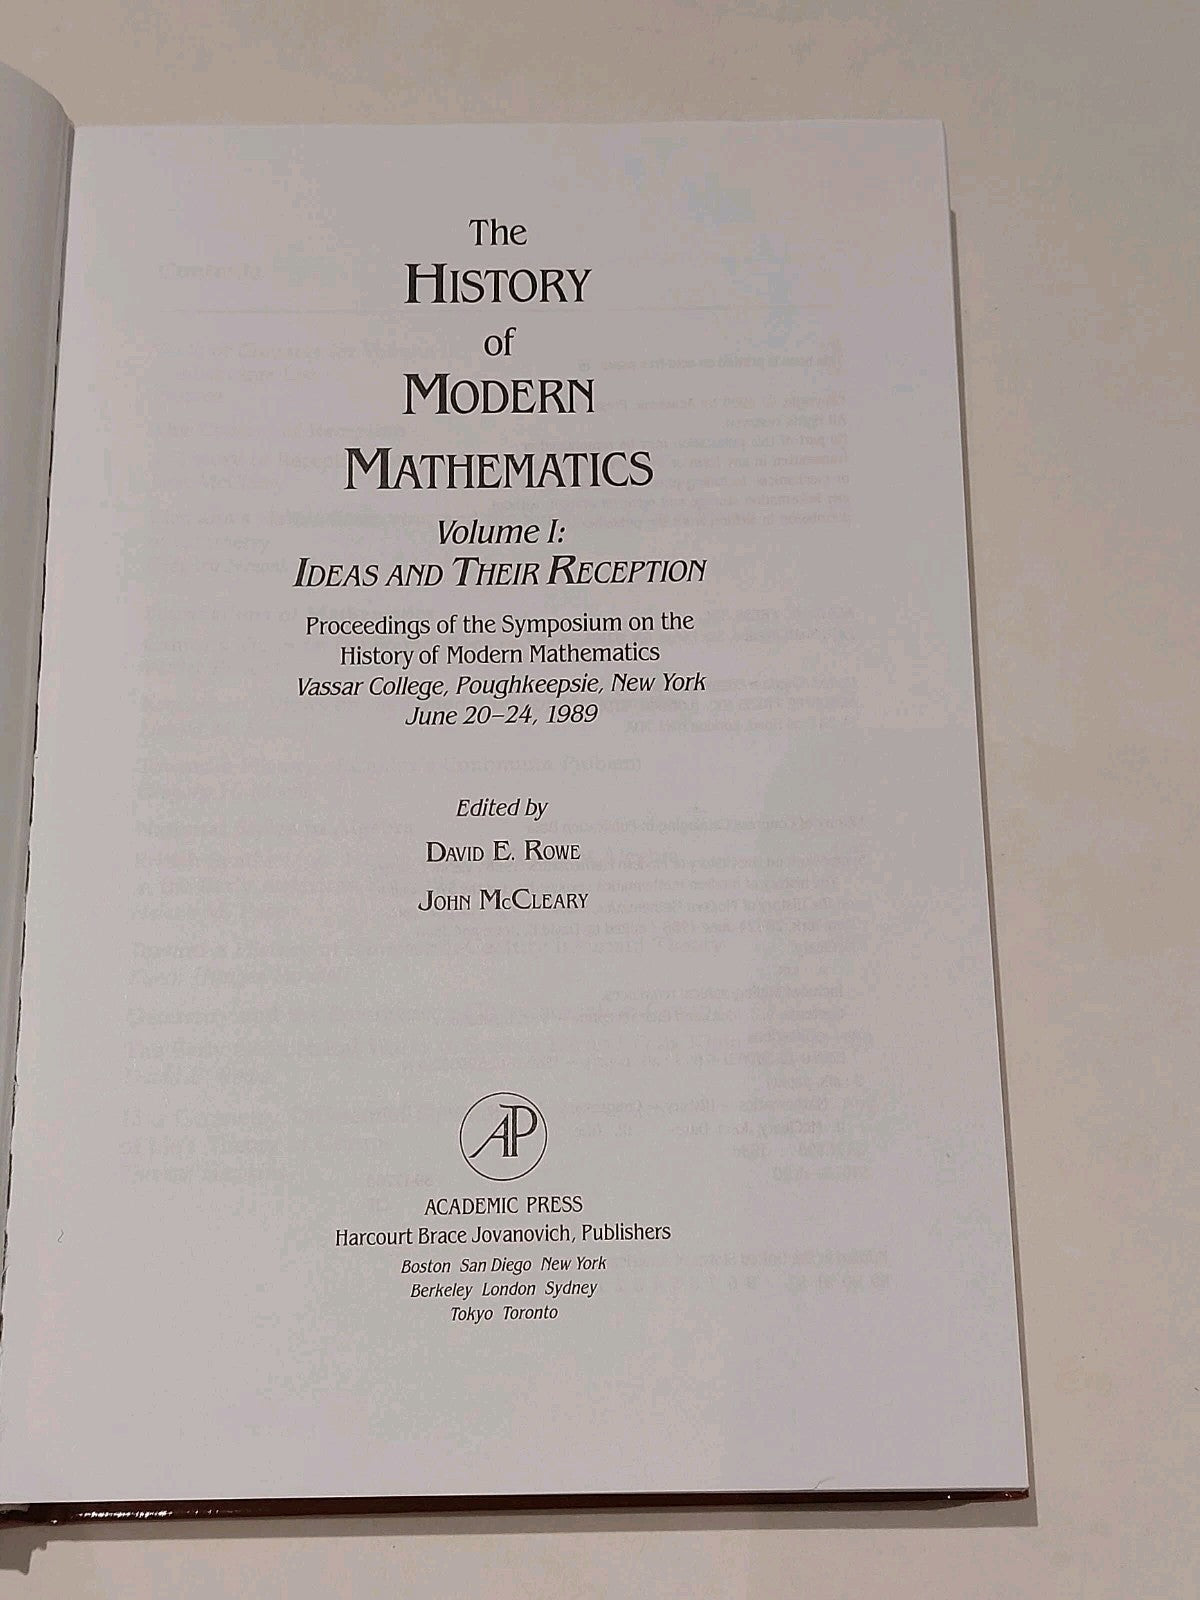 The
HISTORY
of
MODERN
MATHEMATICS
Volume I:
IDEAS AND THEIR RECEPTION
Proceedings of the Symposium on the
History of Modern Mathematics
Vassar College, Poughkeepsie, New York
June 20–24, 1989
Edited by
DAVID E. ROWE
JOHN MCCLEARY
AP
ACADEMIC PRESS
Harcourt Brace Jovanovich, Publishers
Boston San Diego New York
Berkeley London Sydney
Tokyo Toronto